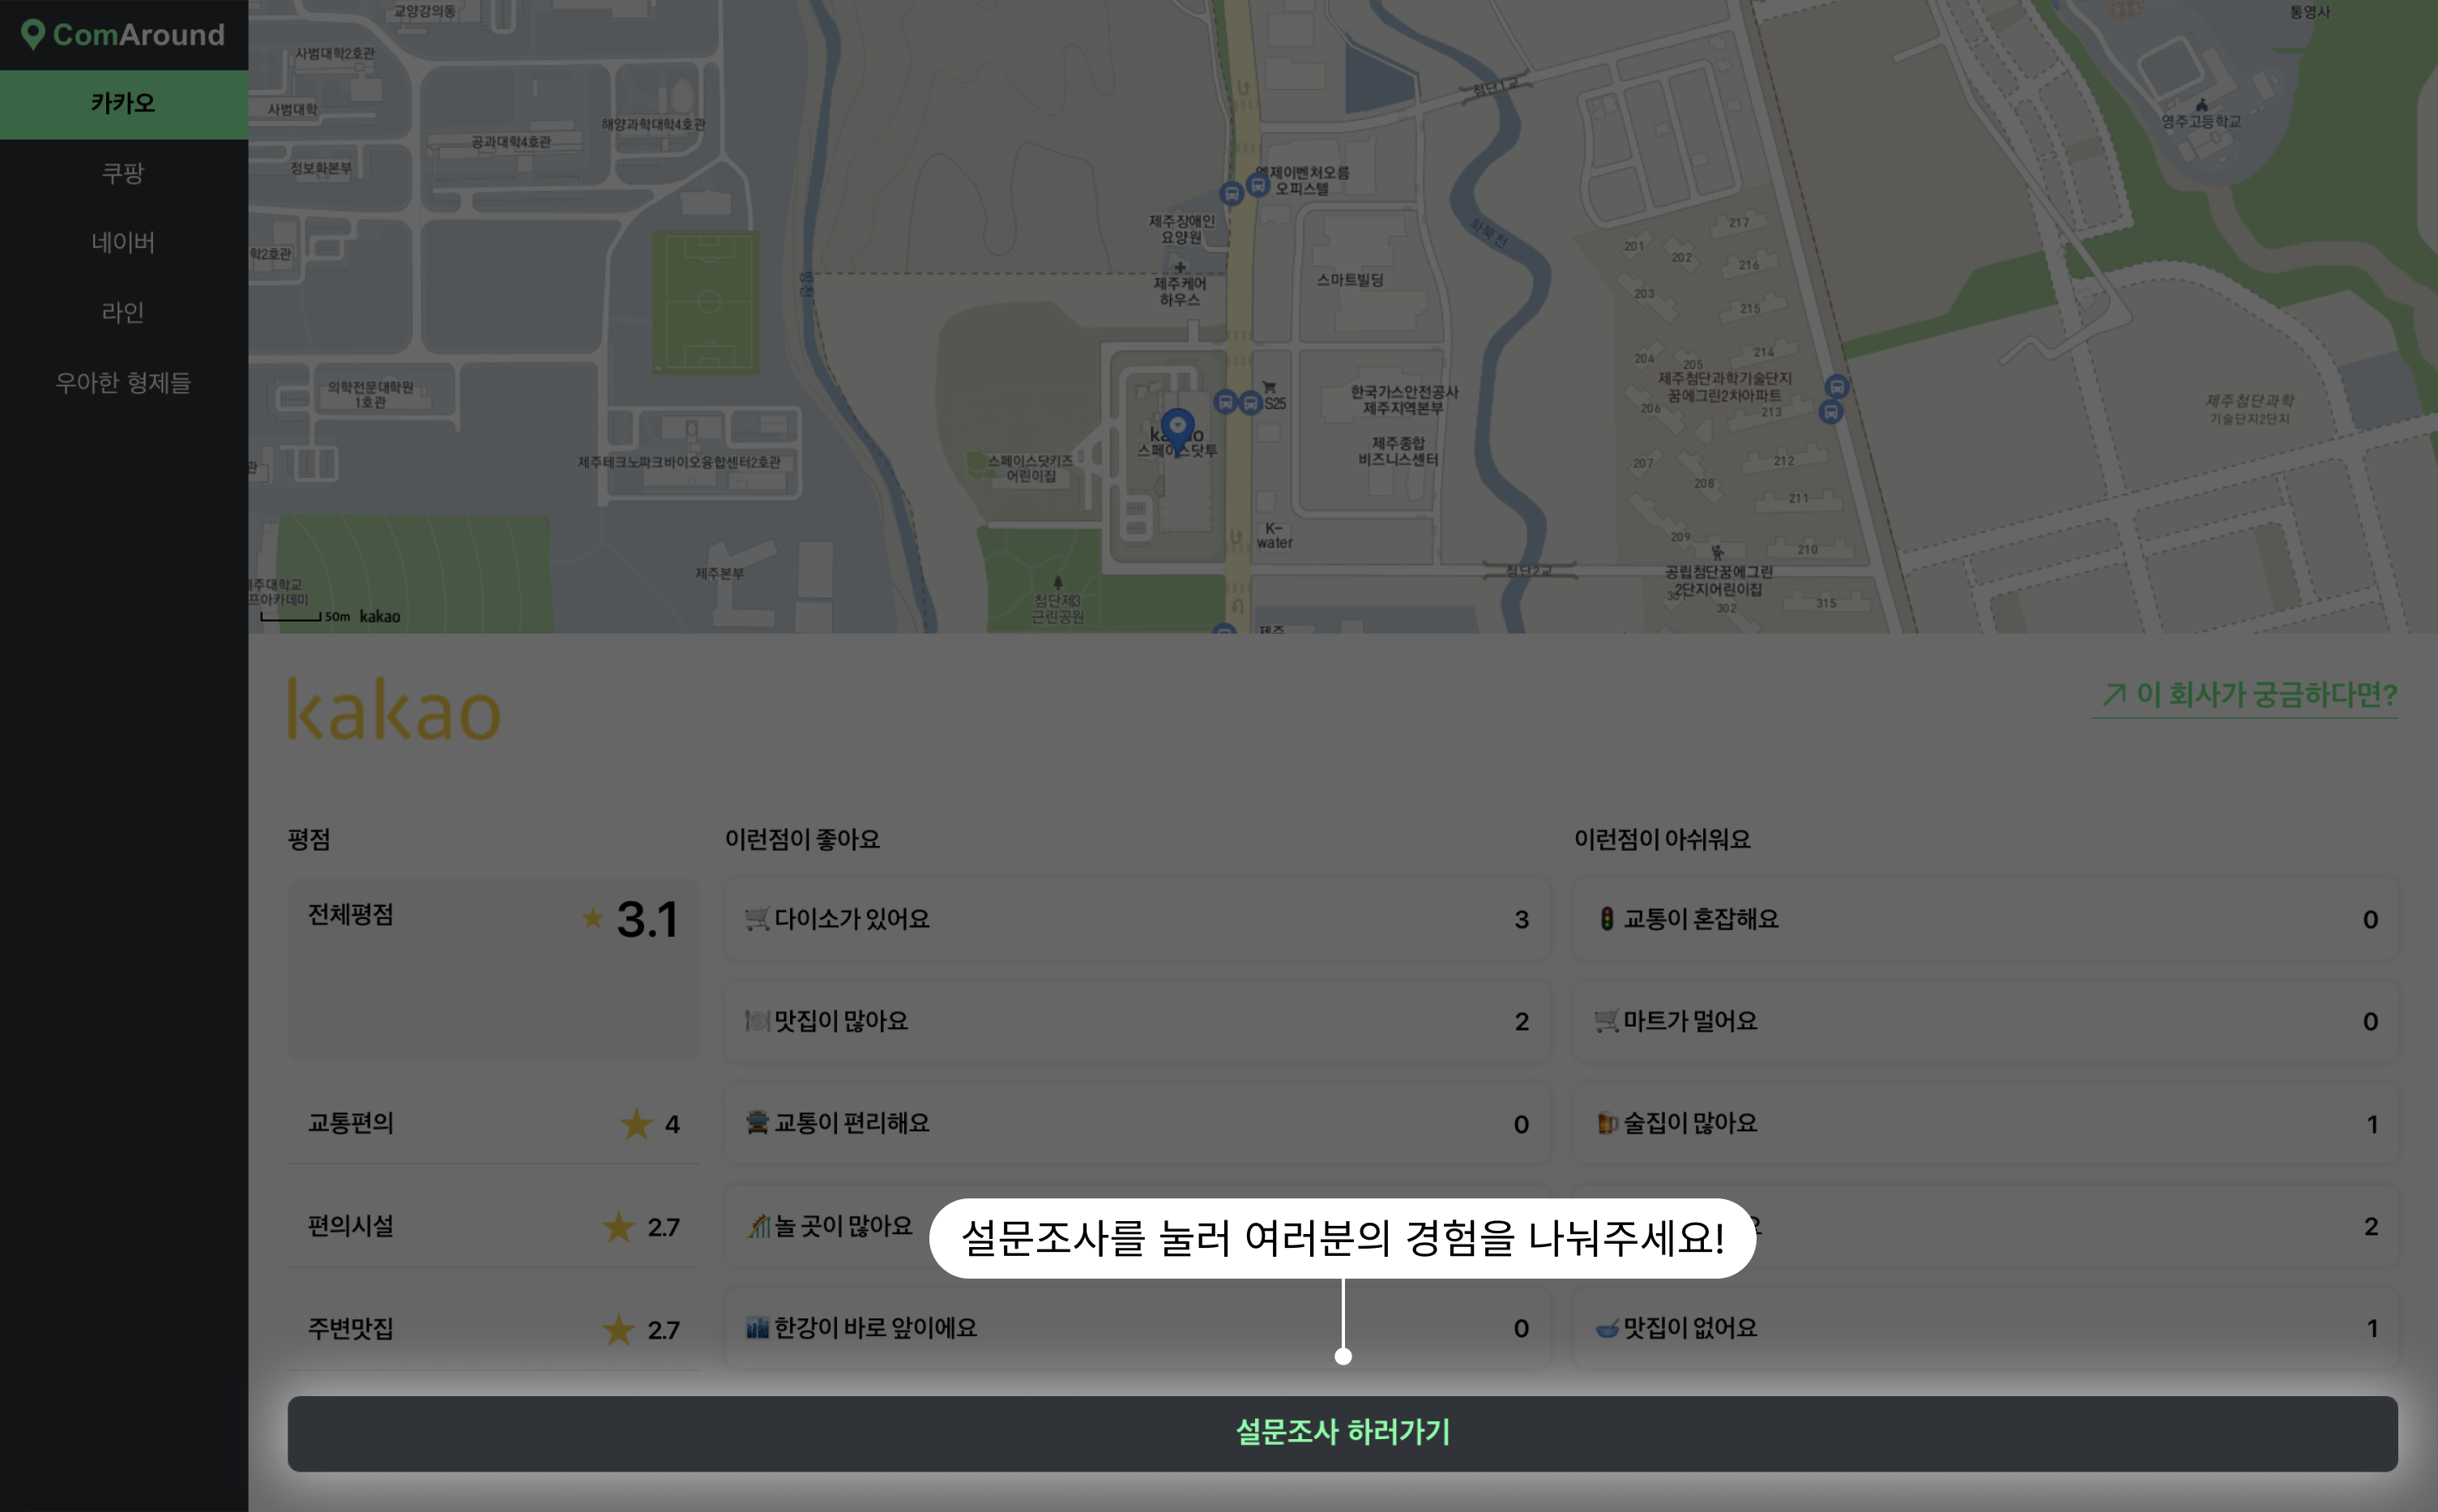 ComAround
카카오
쿠팡
네이버
라인
우아한 형제들
교양강의동
사범대학2호관
사범대학
정보화본부
공과대학4호관
해양과학대학4호관
학2호관
의학전문대학원
1호관
제주테크노파크바이오융합센터2호관
관
제주본부
주대학교
프아카데미
50m kakao
엘제이벤처오름
오피스텔
제주장애인
요양원
제주케어
하우스
스마트빌딩
S25
한국가스안전공사
제주지역본부
제주종합
비즈니스센터
스페이스닷투
스페이스닷키즈
어린이집
K-
water
첨단제3
근린공원
제주
첨단1교
화북천
첨단2교
통영사
영주고등학교
217
201
202
216
203
215
204
205
214
제주첨단과학기술단지
꿈에그린2차아파트
206
213
207
212
208
211
209
210
공립첨단꿈에그린
2단지어린이집
302
315
제주첨단과학
기술단지2단지
kakao
이 회사가 궁금하다면?
평점
전체평점 3.1
교통편의 4
편의시설 2.7
주변맛집 2.7
이런점이 좋아요
다이소가 있어요 3
맛집이 많아요 2
교통이 편리해요 0
놀 곳이 많아요
한강이 바로 앞이에요 0
이런점이 아쉬워요
교통이 혼잡해요 0
마트가 멀어요 0
술집이 많아요 1
2
맛집이 없어요 1
설문조사를 눌러 여러분의 경험을 나눠주세요!
설문조사 하러가기